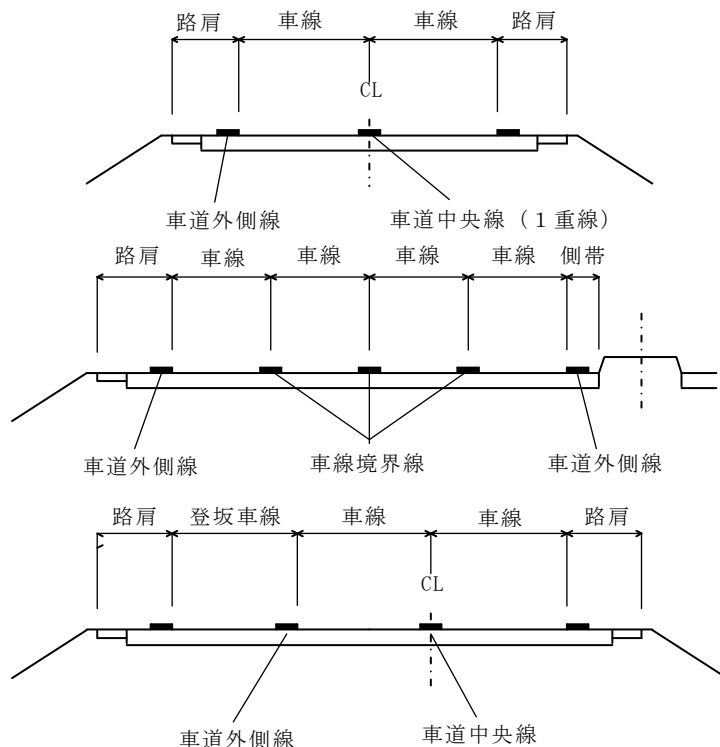 路肩 車線 車線 路肩
CL
車道外側線 車道中央線（１重線）
路肩 車線 車線 車線 車線 側帯
車道外側線 車線境界線 車道外側線
路肩 登坂車線 車線 車線 路肩
CL
車道外側線 車道中央線